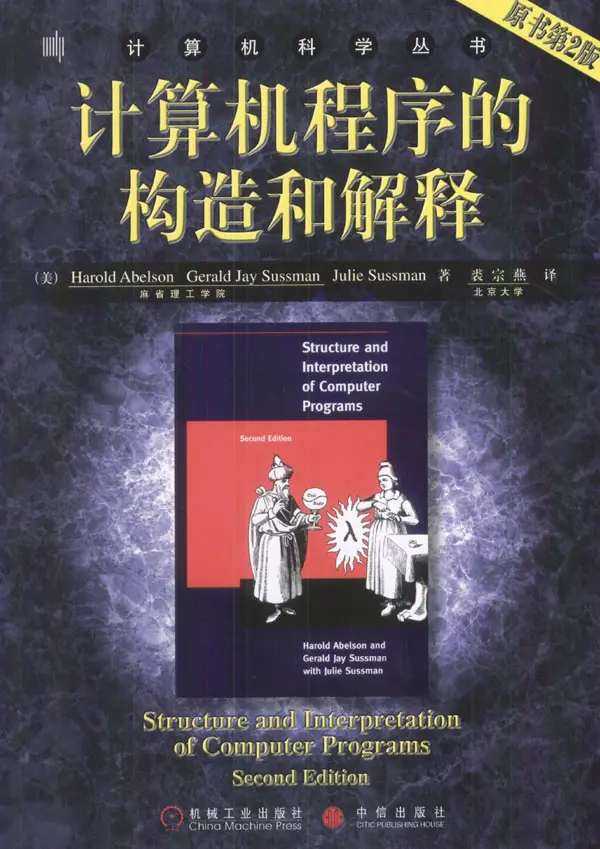 计算机科学丛书
原书第2版
计算机程序的
构造和解释
(美) Harold Abelson Gerald Jay Sussman Julie Sussman 著 裘宗燕 译
麻省理工学院 北京大学
Structure and
Interpretation
of Computer
Programs
Second Edition
λ
Harold Abelson and
Gerald Jay Sussman
with Julie Sussman
Structure and Interpretation
of Computer Programs
Second Edition
机械工业出版社
China Machine Press
中信出版社
CITIC PUBLISHING HOUSE